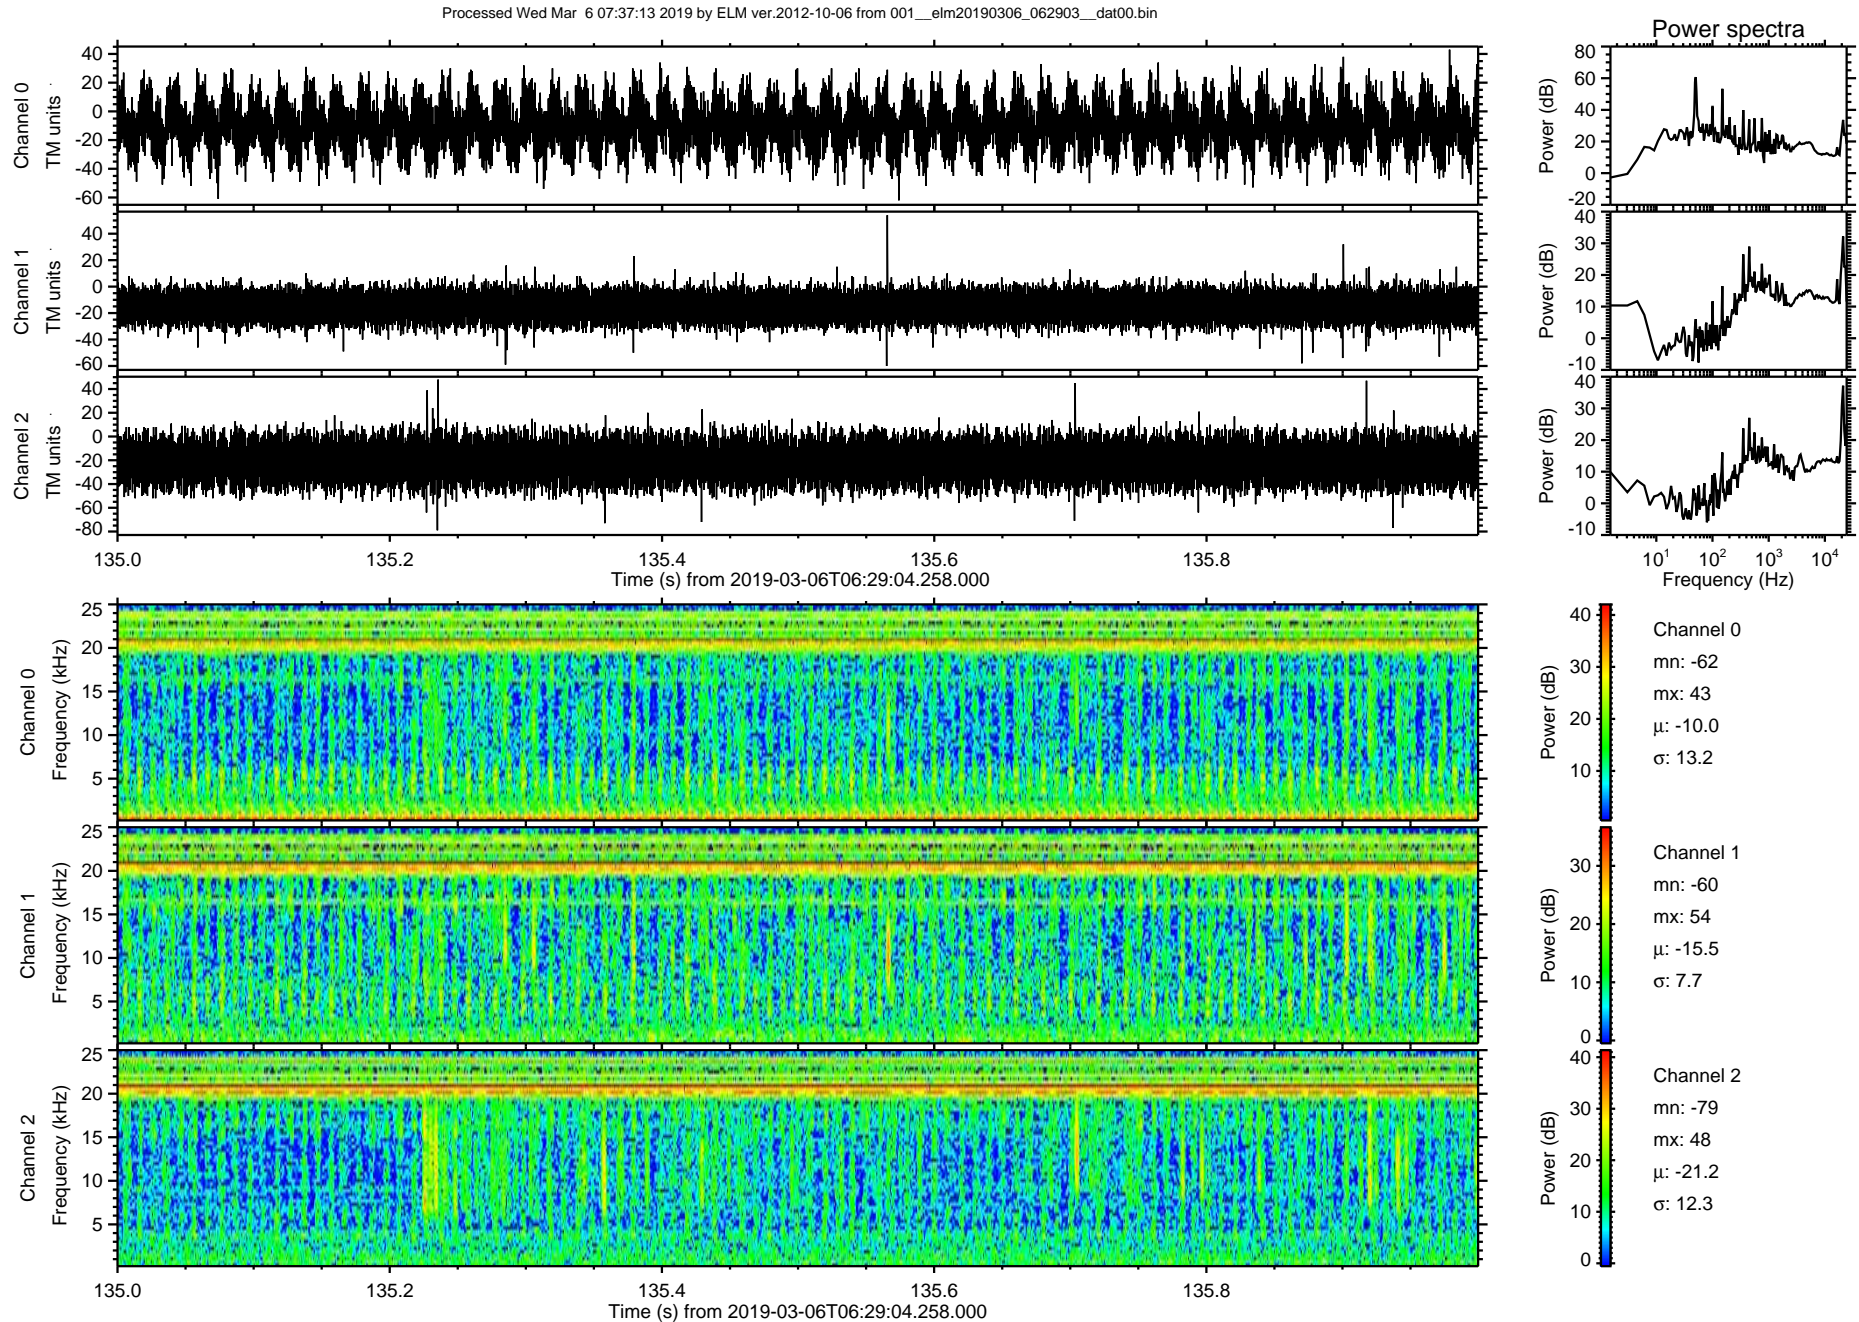 Processed Wed Mar  6 07:37:13 2019 by ELM ver.2012-10-06 from 001__elm20190306_062903__dat00.bin
Power spectra
Channel 0
TM units
40
20
0
-20
-40
-60
Power (dB)
80
60
40
20
0
-20
Channel 1
TM units
40
20
0
-20
-40
-60
Power (dB)
40
30
20
10
0
-10
Channel 2
TM units
40
20
0
-20
-40
-60
-80
Power (dB)
40
30
20
10
0
-10
135.0 135.2 135.4 135.6 135.8
Time (s) from 2019-03-06T06:29:04.258.000
10^1 10^2 10^3 10^4
Frequency (Hz)
Channel 0
Frequency (kHz)
25
20
15
10
5
Power (dB)
40
30
20
10
Channel 0
mn: -62
mx: 43
μ: -10.0
σ: 13.2
Channel 1
Frequency (kHz)
25
20
15
10
5
Power (dB)
30
20
10
0
Channel 1
mn: -60
mx: 54
μ: -15.5
σ: 7.7
Channel 2
Frequency (kHz)
25
20
15
10
5
Power (dB)
40
30
20
10
0
Channel 2
mn: -79
mx: 48
μ: -21.2
σ: 12.3
135.0 135.2 135.4 135.6 135.8
Time (s) from 2019-03-06T06:29:04.258.000